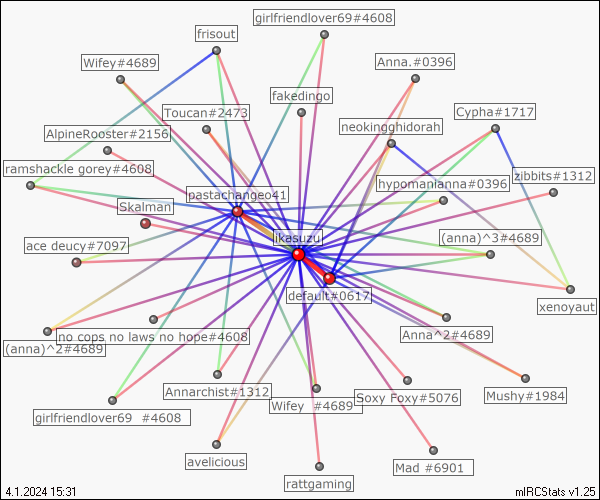 girlfriendlover69#4608
frisout
Wifey#4689
Anna.#0396
fakedingo
Toucan#2473
Cypha#1717
neokingghidorah
AlpineRooster#2156
ramshackle gorey#4608
zibbits#1312
hypomanianna#0396
pastachangeo41
Skalman
ikasuzu
(anna)^3#4689
ace deucy#7097
default#0617
xenoyaut
Anna^2#4689
no cops no laws no hope#4608
(anna)^2#4689
Annarchist#1312
Soxy Foxy#5076
Mushy#1984
Wifey #4689
girlfriendlover69 #4608
avelicious
Mad #6901
rattgaming
4.1.2024 15:31
mIRCStats v1.25